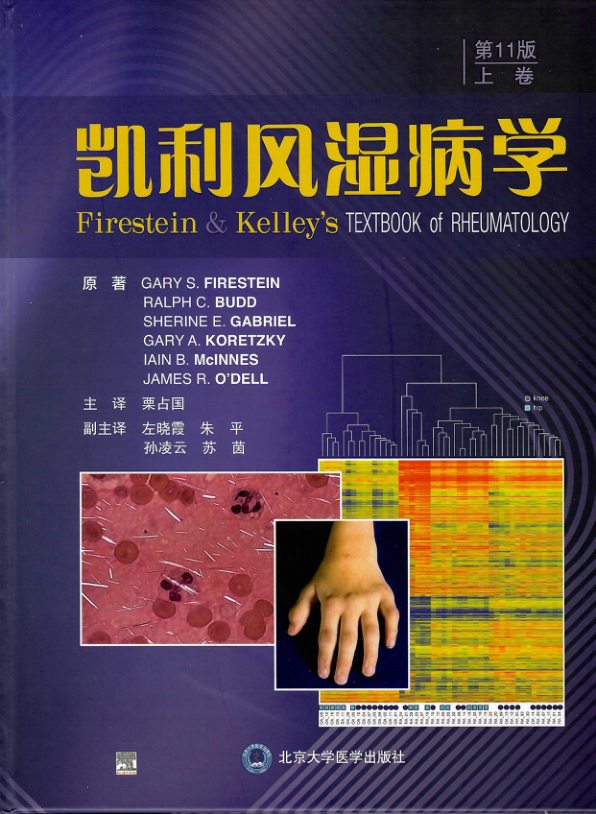 第11版
上 卷
凯利风湿病学
Firestein & Kelley's TEXTBOOK of RHEUMATOLOGY
原 著 GARY S. FIRESTEIN
RALPH C. BUDD
SHERINE E. GABRIEL
GARY A. KORETZKY
IAIN B. McINNES
JAMES R. O'DELL
主 译 栗占国
副主译 左晓霞 朱 平
孙凌云 苏 茵
knee
hip
北京大学医学出版社